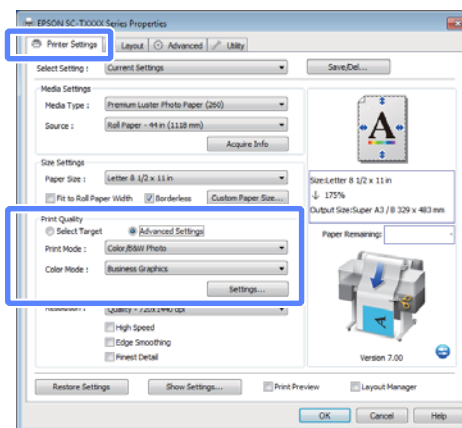 EPSON SC-TXXXX Series Properties
Printer Settings Layout Advanced Utility
Select Setting : Current Settings Save/Del...
Media Settings
Media Type : Premium Luster Photo Paper (260)
Source : Roll Paper - 44 in (1118 mm)
Acquire Info
Size Settings
Paper Size : Letter 8 1/2 x 11 in
Fit to Roll Paper Width Borderless Custom Paper Size...
A
Size:Letter 8 1/2 x 11 in
175%
Output Size:Super A3 / B 329 x 483 mm
Print Quality
Select Target Advanced Settings
Print Mode : Color/B&W Photo
Color Mode : Business Graphics
Settings...
Paper Remaining: -
Resolution : Quality - 720x1440 dpi
High Speed
Edge Smoothing
Finest Detail
A
Version 7.00
Restore Settings Show Settings... Print Preview Layout Manager
OK Cancel Help